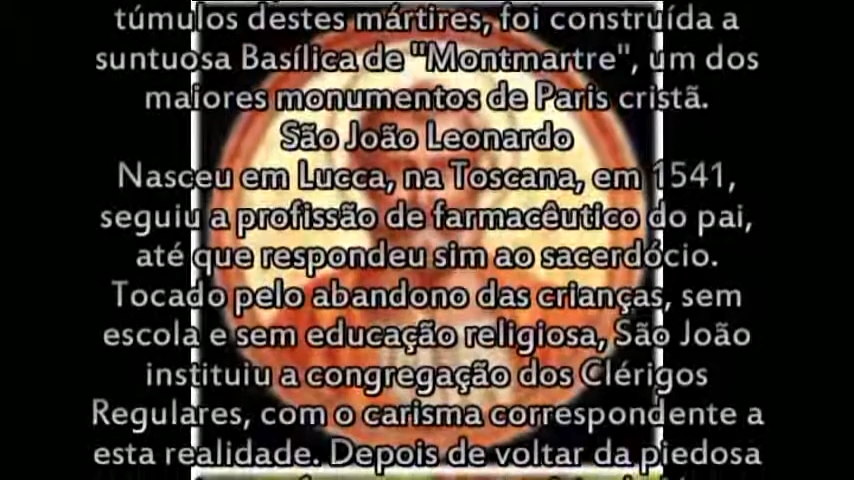 túmulos destes mártires, foi construída a
suntuosa Basílica de "Montmartre", um dos
maiores monumentos de Paris cristã.
São João Leonardo
Nasceu em Lucca, na Toscana, em 1541,
seguiu a profissão de farmacêutico do pai,
até que respondeu sim ao sacerdócio.
Tocado pelo abandono das crianças, sem
escola e sem educação religiosa, São João
instituiu a congregação dos Clérigos
Regulares, com o carisma correspondente a
esta realidade. Depois de voltar da piedosa